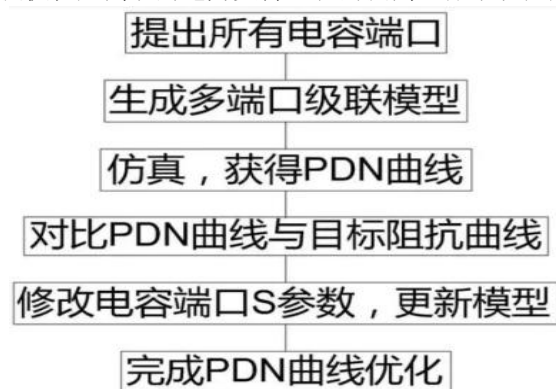 提出所有电容端口
生成多端口级联模型
仿真，获得PDN曲线
对比PDN曲线与目标阻抗曲线
修改电容端口S参数，更新模型
完成PDN曲线优化